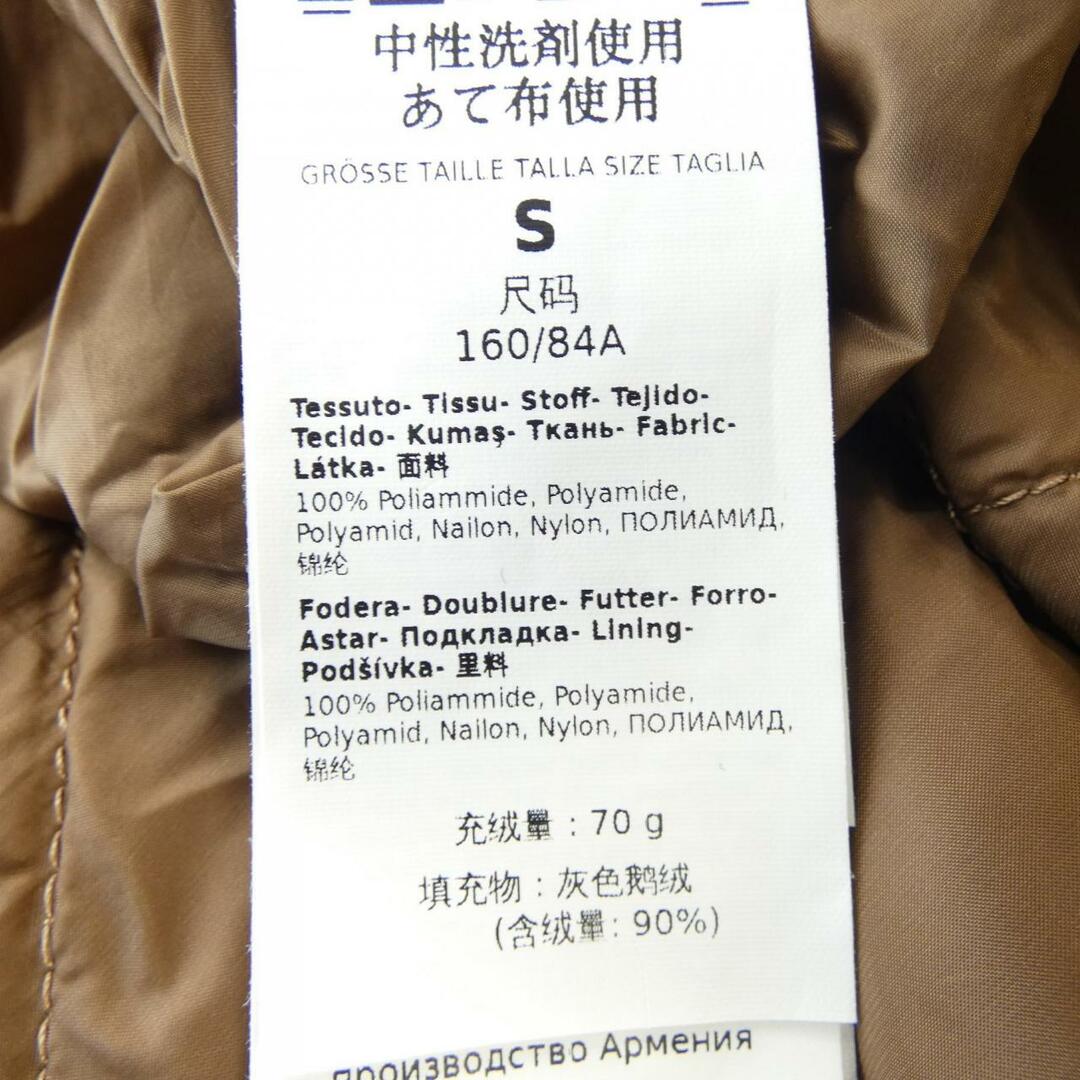 中性洗剤使用
あて布使用
GRÖSSE TAILLE TALLA SIZE TAGLIA
S
尺码
160/84A
Tessuto- Tissu- Stoff- Tejido-
Tecido- Kumaş- Ткань- Fabric-
Látka- 面料
100% Poliammide, Polyamide,
Polyamid, Nailon, Nylon, ПОЛИАМИД,
锦纶
Fodera- Doublure- Futter- Forro-
Astar- Подкладка- Lining-
Podšívka- 里料
100% Poliammide, Polyamide,
Polyamid, Nailon, Nylon, ПОЛИАМИД,
锦纶
充绒量 : 70 g
填充物 : 灰色鹅绒
(含绒量: 90%)
производство Армения